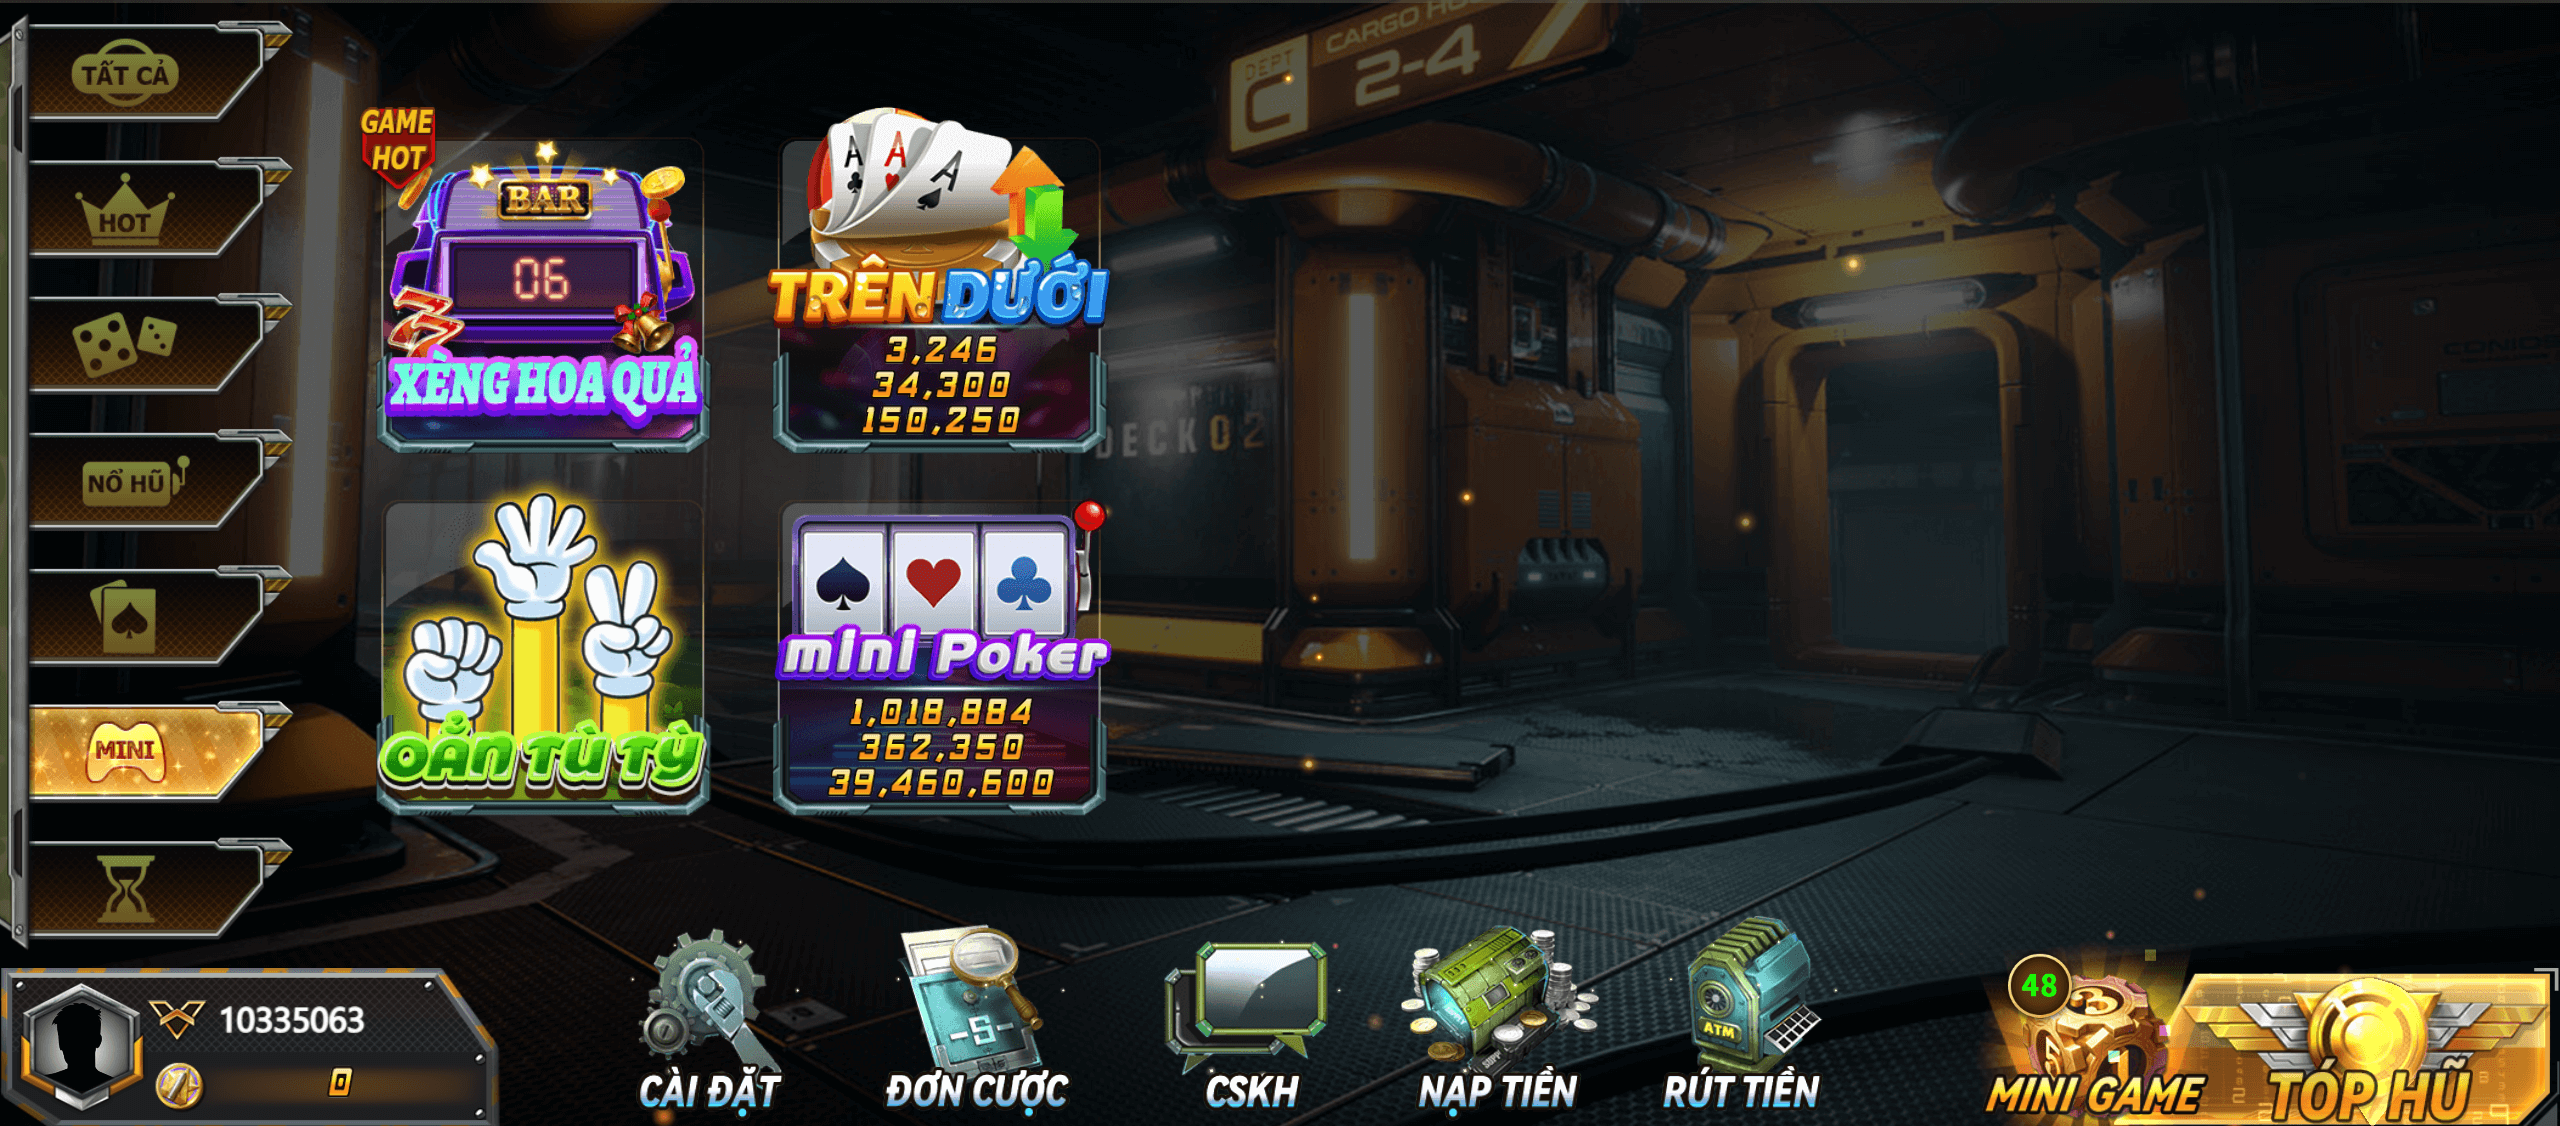 TẤT CẢ
HOT
NỔ HŨ
MINI
GAME
HOT
BAR
06
XÈNG HOA QUẢ
A A A
TRÊN DƯỚI
3,246
34,300
150,250
OẲN TÙ TỲ
mini Poker
1,018,884
362,350
39,460,600
DEPT
C
CARGO
2-4
DECK 02
10335063
0
CÀI ĐẶT
-S-
ĐƠN CƯỢC
CSKH
NẠP TIỀN
ATM
RÚT TIỀN
48
MINI GAME
TÓP HŨ